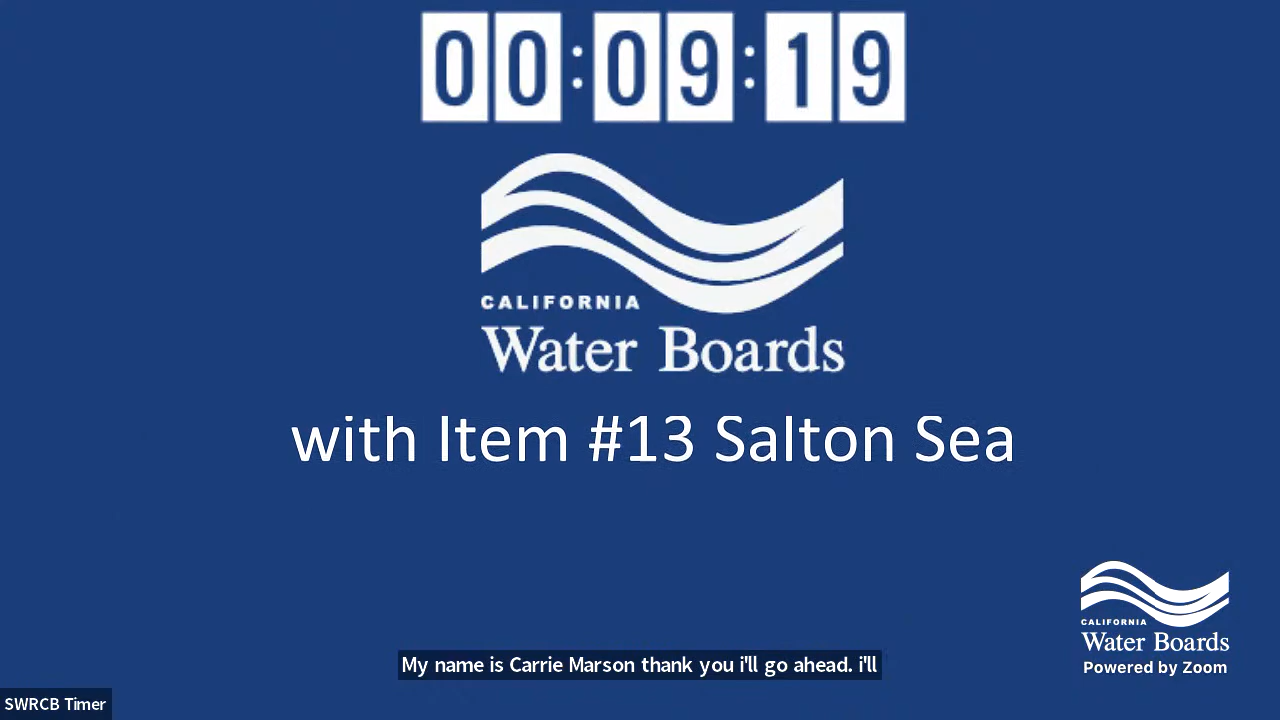 00:09:19
CALIFORNIA
Water Boards
with Item #13 Salton Sea
CALIFORNIA
Water Boards
Powered by Zoom
My name is Carrie Marson thank you i'll go ahead. i'll
SWRCB Timer